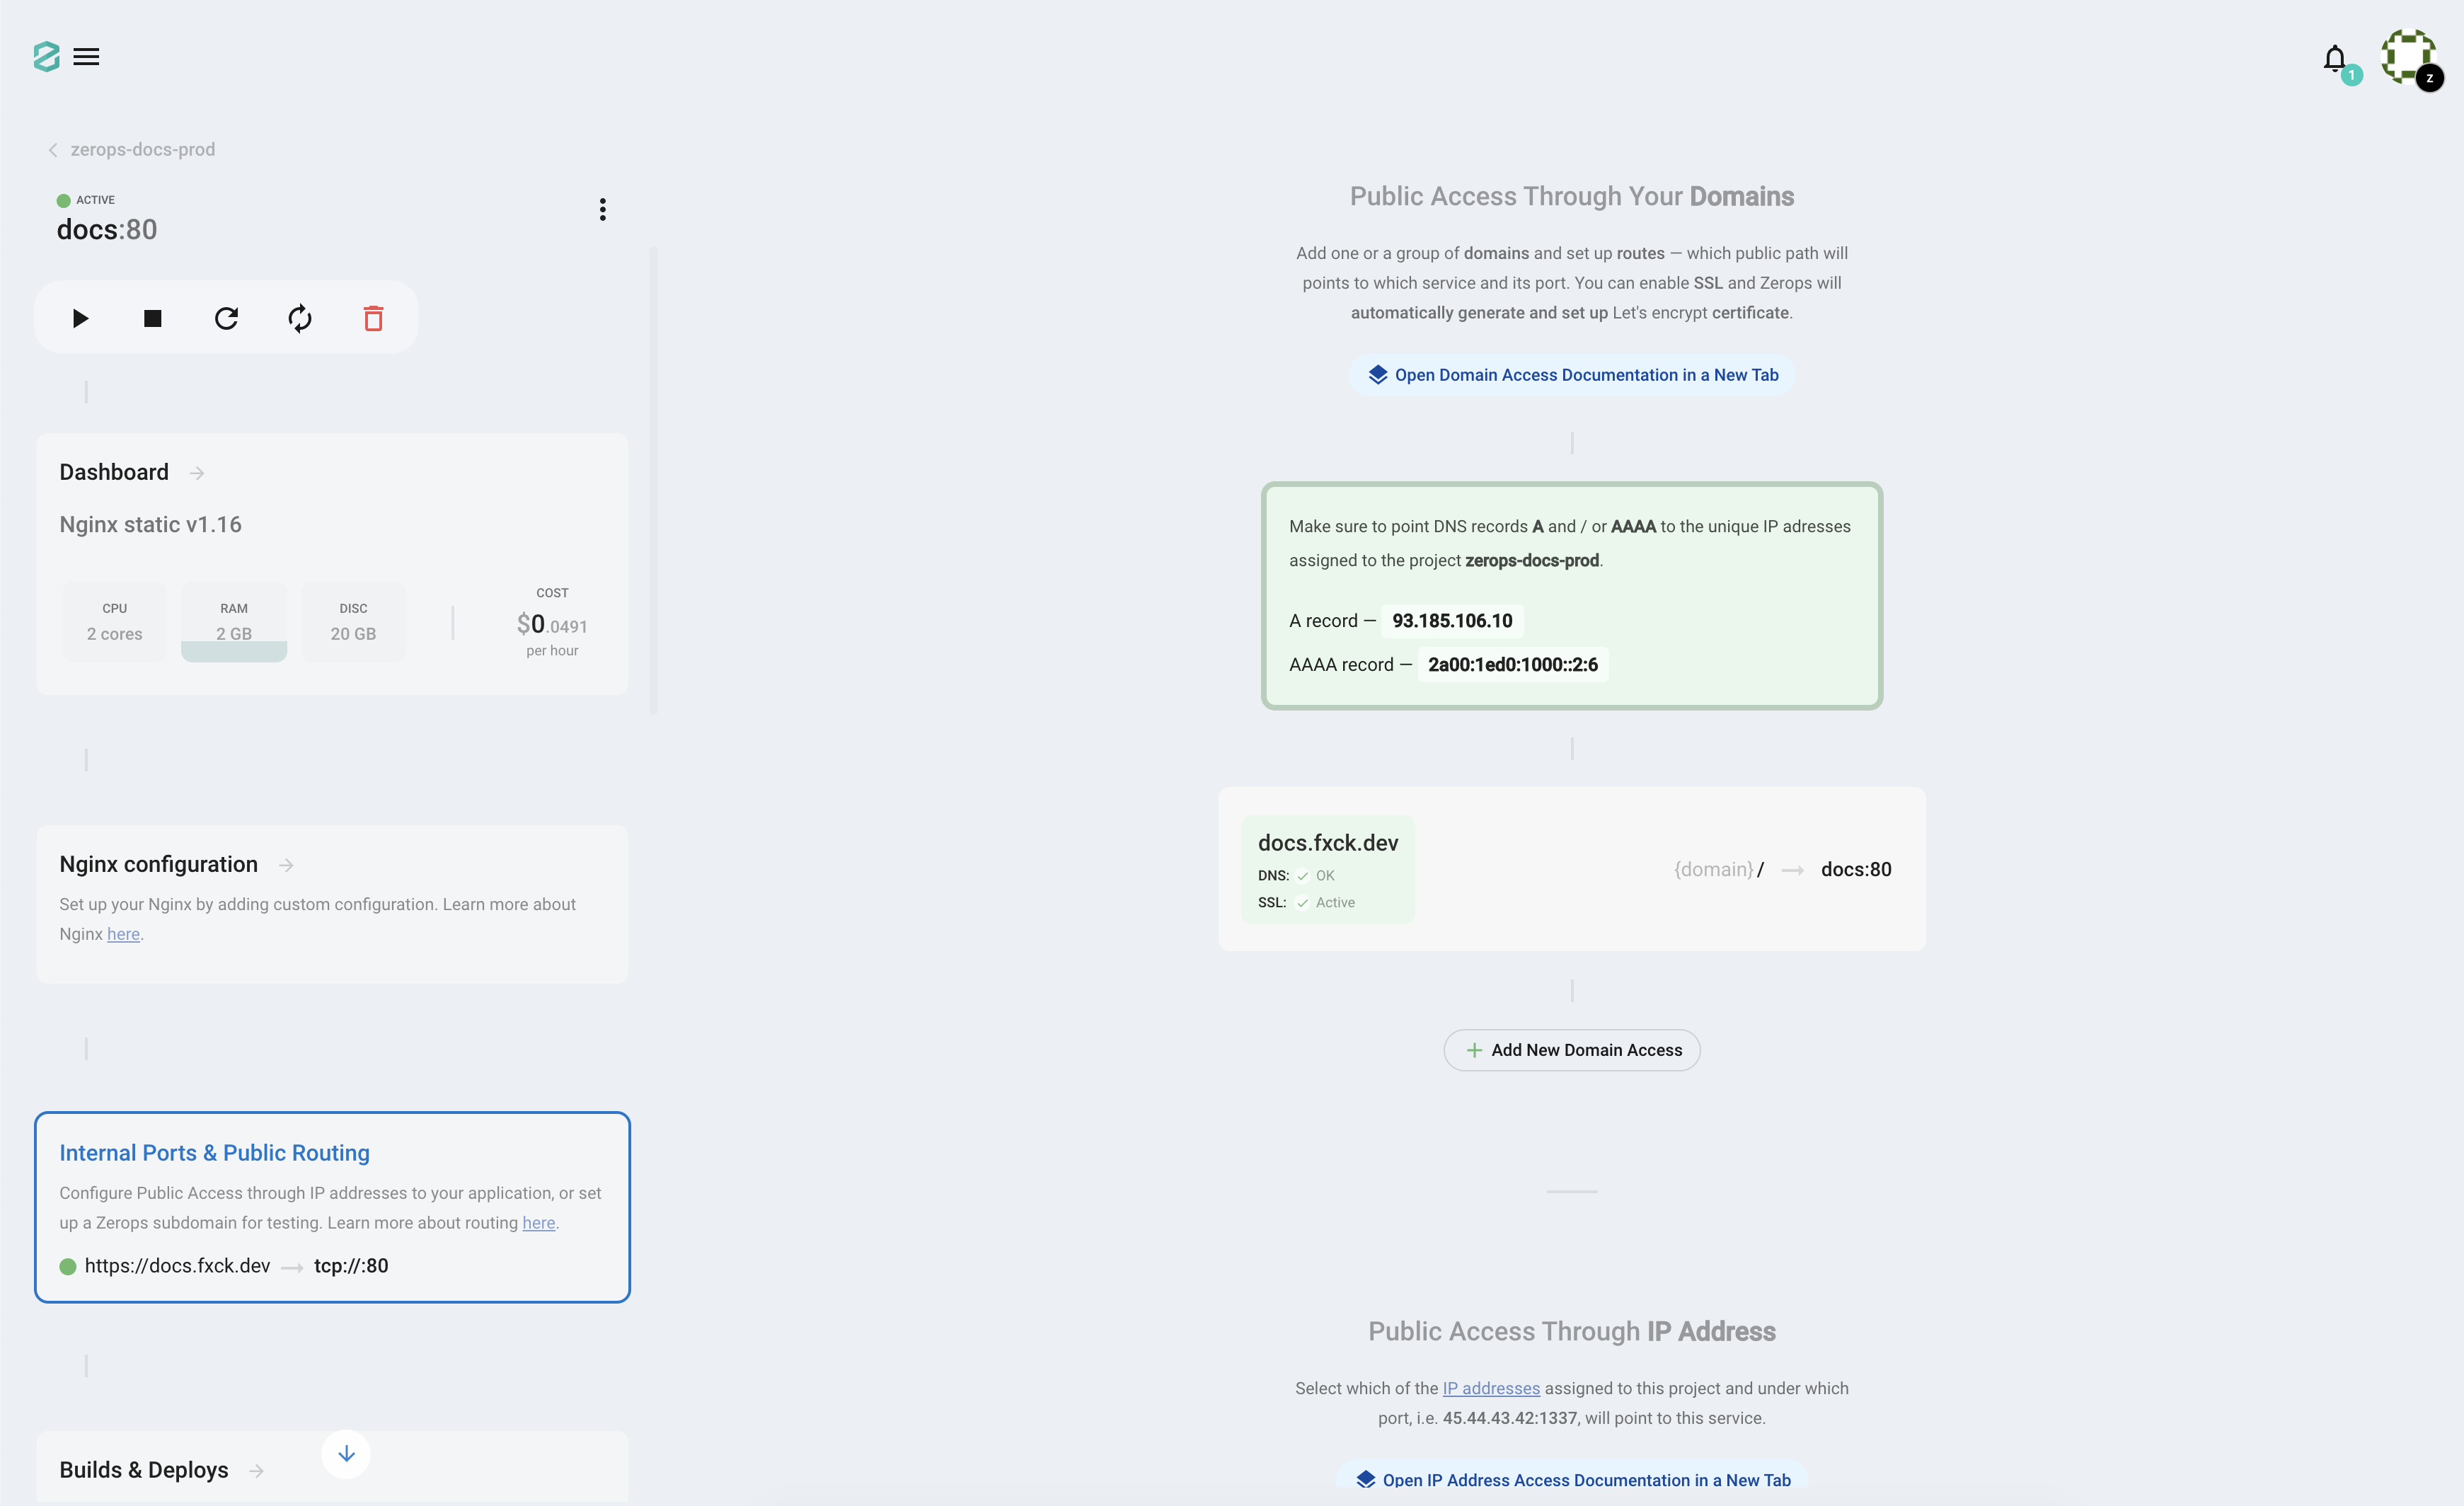 1
z
zerops-docs-prod
ACTIVE
docs:80
Dashboard
Nginx static v1.16
CPU
2 cores
RAM
2 GB
DISC
20 GB
COST
$0.0491
per hour
Nginx configuration
Set up your Nginx by adding custom configuration. Learn more about
Nginx here.
Internal Ports & Public Routing
Configure Public Access through IP addresses to your application, or set
up a Zerops subdomain for testing. Learn more about routing here.
https://docs.fxck.dev → tcp://:80
Builds & Deploys
Public Access Through Your Domains
Add one or a group of domains and set up routes — which public path will
points to which service and its port. You can enable SSL and Zerops will
automatically generate and set up Let's encrypt certificate.
Open Domain Access Documentation in a New Tab
Make sure to point DNS records A and / or AAAA to the unique IP adresses
assigned to the project zerops-docs-prod.
A record — 93.185.106.10
AAAA record — 2a00:1ed0:1000::2:6
docs.fxck.dev
DNS: ✓ OK
SSL: ✓ Active
{domain}/ → docs:80
+ Add New Domain Access
Public Access Through IP Address
Select which of the IP addresses assigned to this project and under which
port, i.e. 45.44.43.42:1337, will point to this service.
Open IP Address Access Documentation in a New Tab